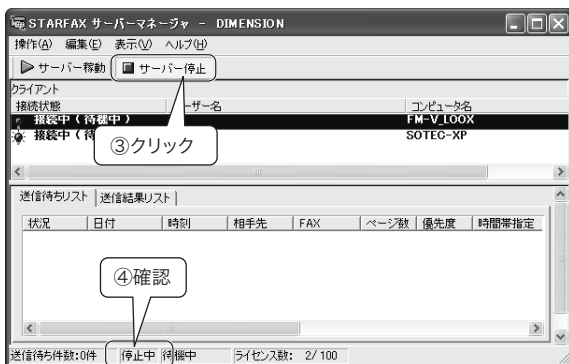 STARFAX サーバーマネージャ - DIMENSION
操作(A) 編集(E) 表示(V) ヘルプ(H)
サーバー稼動 サーバー停止
クライアント
接続状態 ーザー名 コンピュータ名
接続中（待機中） FM-V_LOOX
接続中（待 SOTEC-XP
③クリック
送信待ちリスト 送信結果リスト
状況 日付 時刻 相手先 FAX ページ数 優先度 時間帯指定
④確認
送信待ち件数:0件 停止中 待機中 ライセンス数: 2/100